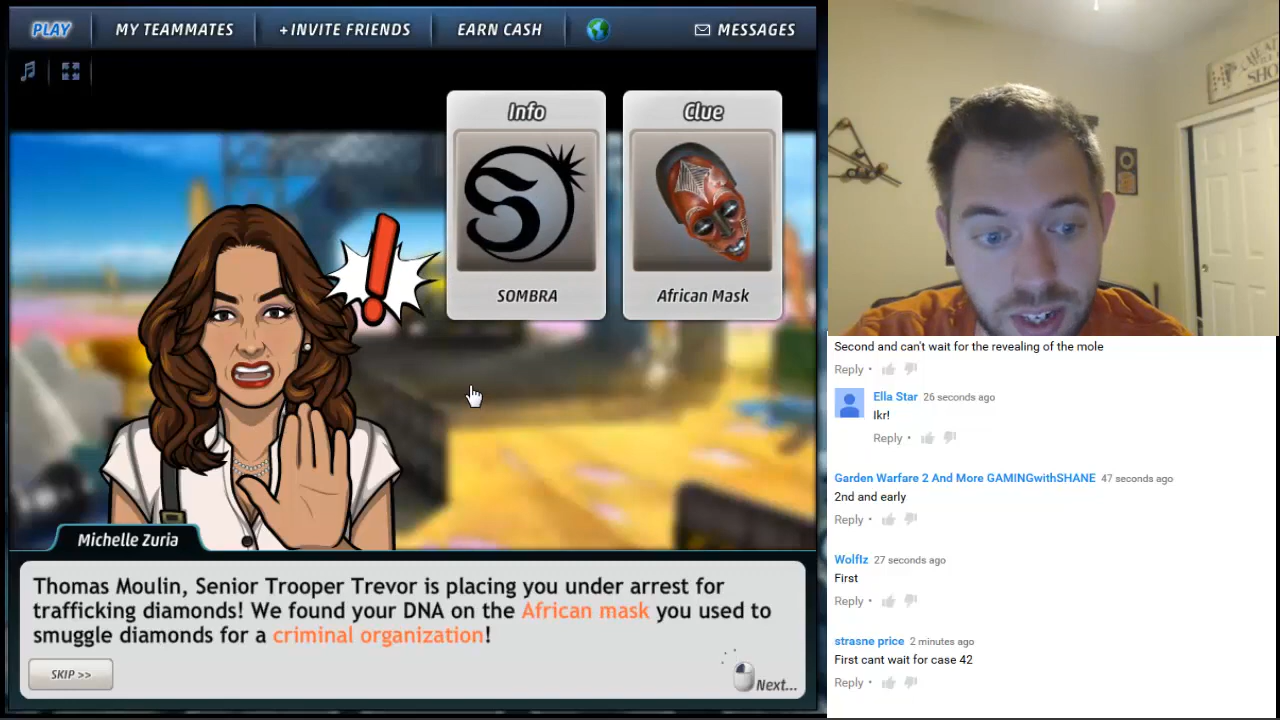 PLAY
MY TEAMMATES
+INVITE FRIENDS
EARN CASH
MESSAGES
Info
Clue
SOMBRA
African Mask
Michelle Zuria
Thomas Moulin, Senior Trooper Trevor is placing you under arrest for
trafficking diamonds! We found your DNA on the African mask you used to
smuggle diamonds for a criminal organization!
SKIP >>
Next...
Second and can't wait for the revealing of the mole
Reply •
Ella Star 26 seconds ago
Ikr!
Reply •
Garden Warfare 2 And More GAMINGwithSHANE 47 seconds ago
2nd and early
Reply •
27 seconds ago
First
Reply •
strasne price 2 minutes ago
First cant wait for case 42
Reply •